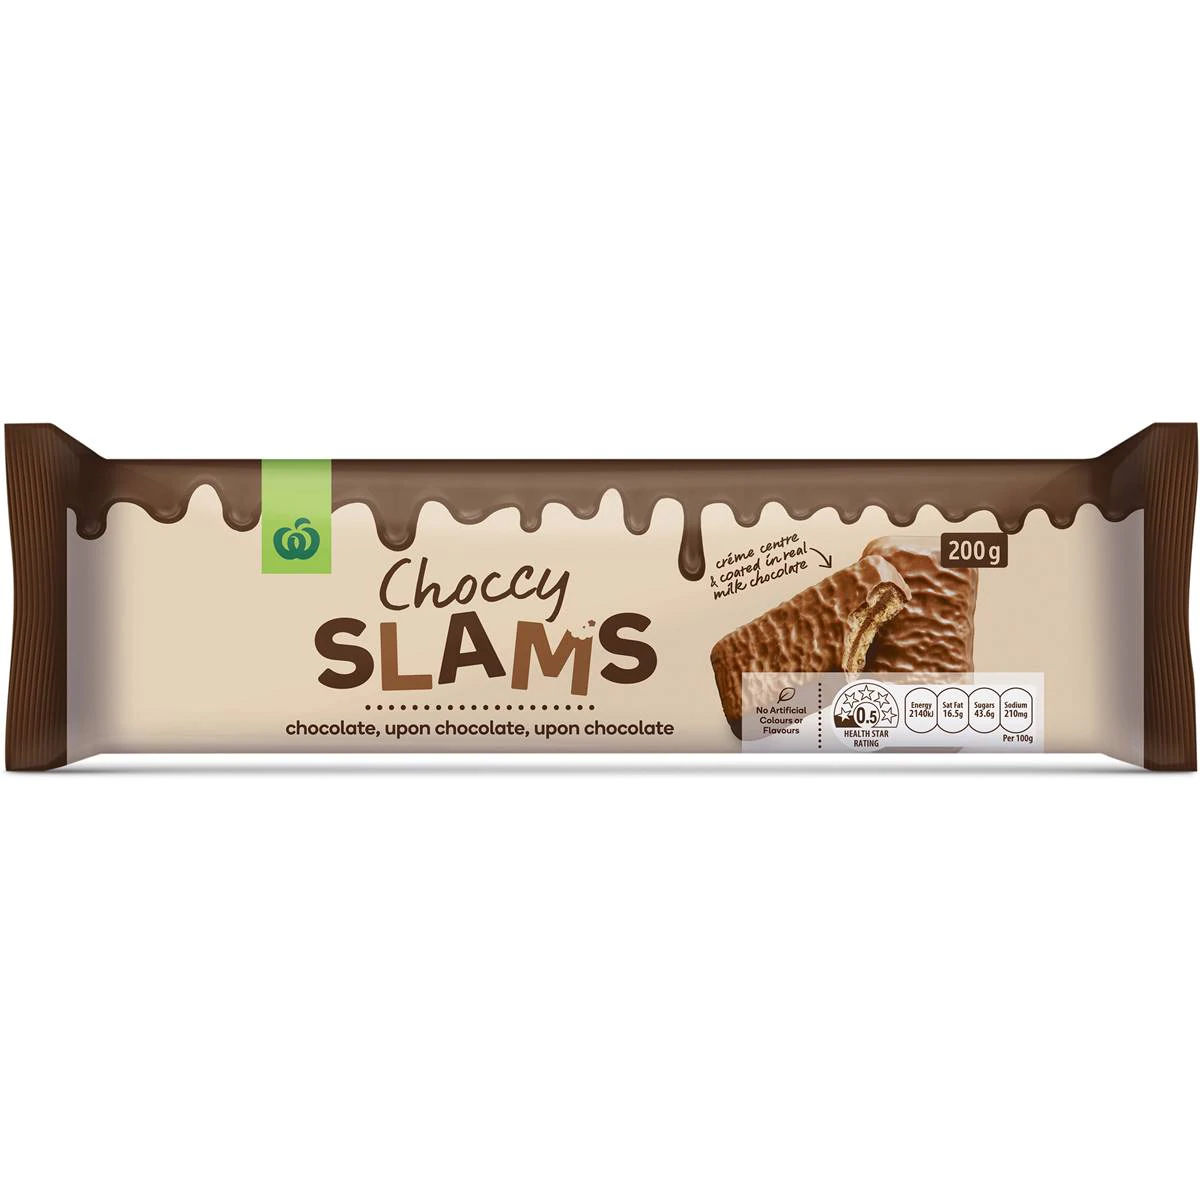 Choccy
SLAMS
chocolate, upon chocolate, upon chocolate
créme centre
& coated in real
milk chocolate
200g
No Artificial
Colours or
Flavours
0.5
HEALTH STAR
RATING
Energy
2140kJ
Sat Fat
16.5g
Sugars
43.6g
Sodium
210mg
Per 100g